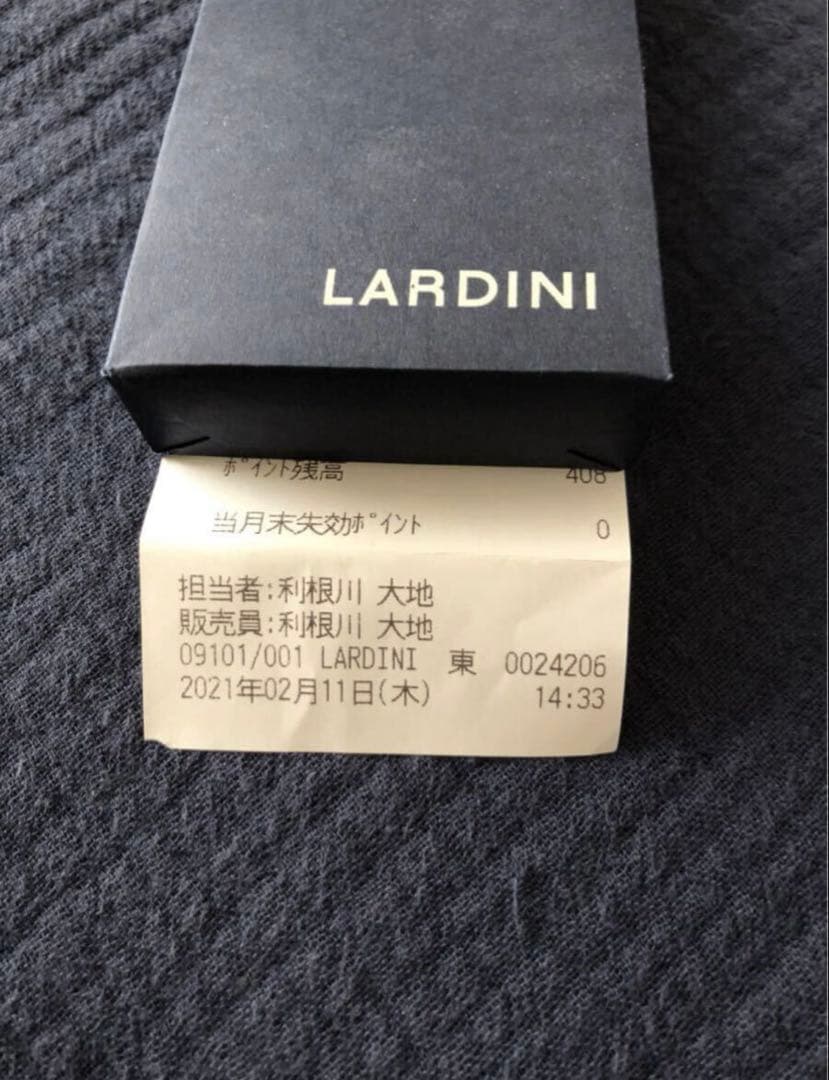 LARDINI
ﾎﾟｲﾝﾄ残高 408
当月末失効ﾎﾟｲﾝﾄ 0
担当者:利根川 大地
販売員:利根川 大地
09101/001 LARDINI 東 0024206
2021年02月11日(木) 14:33